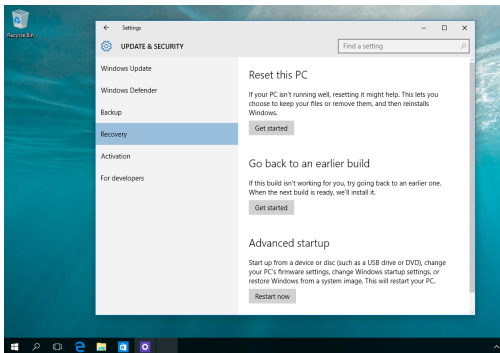 Recycle Bin
Settings
UPDATE & SECURITY
Find a setting
Windows Update
Windows Defender
Backup
Recovery
Activation
For developers
Reset this PC
If your PC isn't running well, resetting it might help. This lets you
choose to keep your files or remove them, and then reinstalls
Windows.
Get started
Go back to an earlier build
If this build isn't working for you, try going back to an earlier one.
When the next build is ready, we'll install it.
Get started
Advanced startup
Start up from a device or disc (such as a USB drive or DVD), change
your PC's firmware settings, change Windows startup settings, or
restore Windows from a system image. This will restart your PC.
Restart now